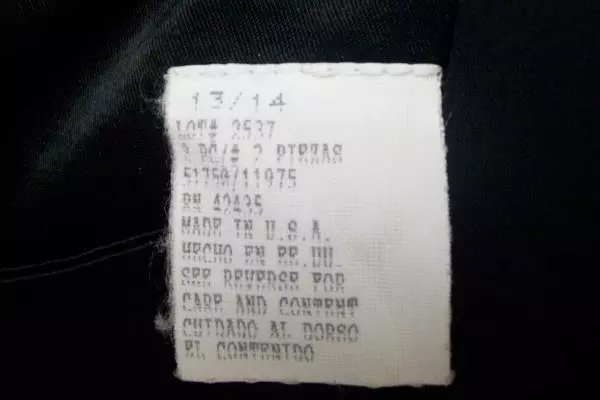 13/14
LOT# 2537
2 PC/# 2 PIEZAS
51750/11975
RN 42435
MADE IN U.S.A.
HECHO EN EE.UU.
SEE REVERSE FOR
CARE AND CONTENT
CUIDADO AL DORSO
EL CONTENIDO